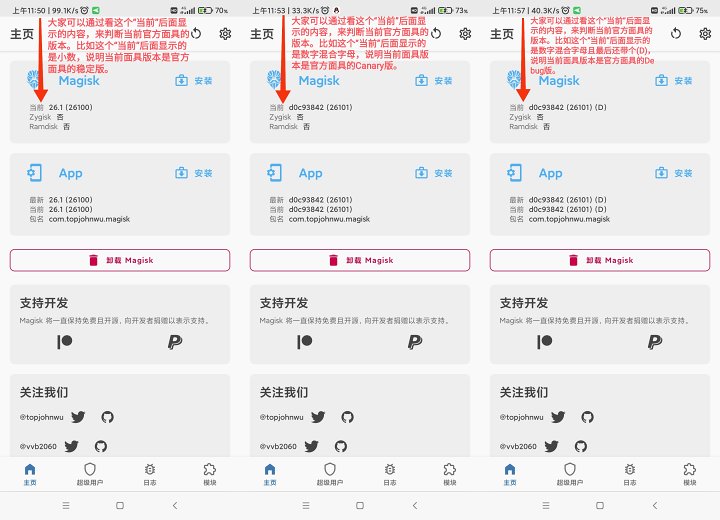 上午11:50 | 99.1K/s
70%
主页
大家可以通过看这个“当前”后面显
示的内容，来判断当前官方面具的
版本。比如这个“当前”后面显示的
是小数，说明当前面具版本是官方
面具的稳定版。
Magisk
安装
当前 26.1 (26100)
Zygisk 否
Ramdisk 否
App
安装
最新 26.1 (26100)
当前 26.1 (26100)
包名 com.topjohnwu.magisk
卸载 Magisk
支持开发
Magisk 将一直保持免费且开源，向开发者捐赠以表示支持。
关注我们
@topjohnwu
@vvb2060
主页
超级用户
日志
模块
上午11:53 | 33.3K/s
73%
主页
大家可以通过看这个“当前”后面显
示的内容，来判断当前官方面具的
版本。比如这个“当前”后面显示的
是数字混合字母，说明当前面具版
本是官方面具的Canary版。
Magisk
安装
当前 d0c93842 (26101)
Zygisk 否
Ramdisk 否
App
安装
最新 d0c93842 (26101)
当前 d0c93842 (26101)
包名 com.topjohnwu.magisk
卸载 Magisk
支持开发
Magisk 将一直保持免费且开源，向开发者捐赠以表示支持。
关注我们
@topjohnwu
@vvb2060
主页
超级用户
日志
模块
上午11:57 | 40.3K/s
75%
主页
大家可以通过看这个“当前”后面显
示的内容，来判断当前官方面具的
版本。比如这个“当前”后面显示的
是数字混合字母且最后还带个(D)，
说明当前面具版本是官方面具的De
bug版。
Magisk
安装
当前 d0c93842 (26101) (D)
Zygisk 否
Ramdisk 否
App
安装
最新 d0c93842 (26101) (D)
当前 d0c93842 (26101) (D)
包名 com.topjohnwu.magisk
卸载 Magisk
支持开发
Magisk 将一直保持免费且开源，向开发者捐赠以表示支持。
关注我们
@topjohnwu
@vvb2060
主页
超级用户
日志
模块